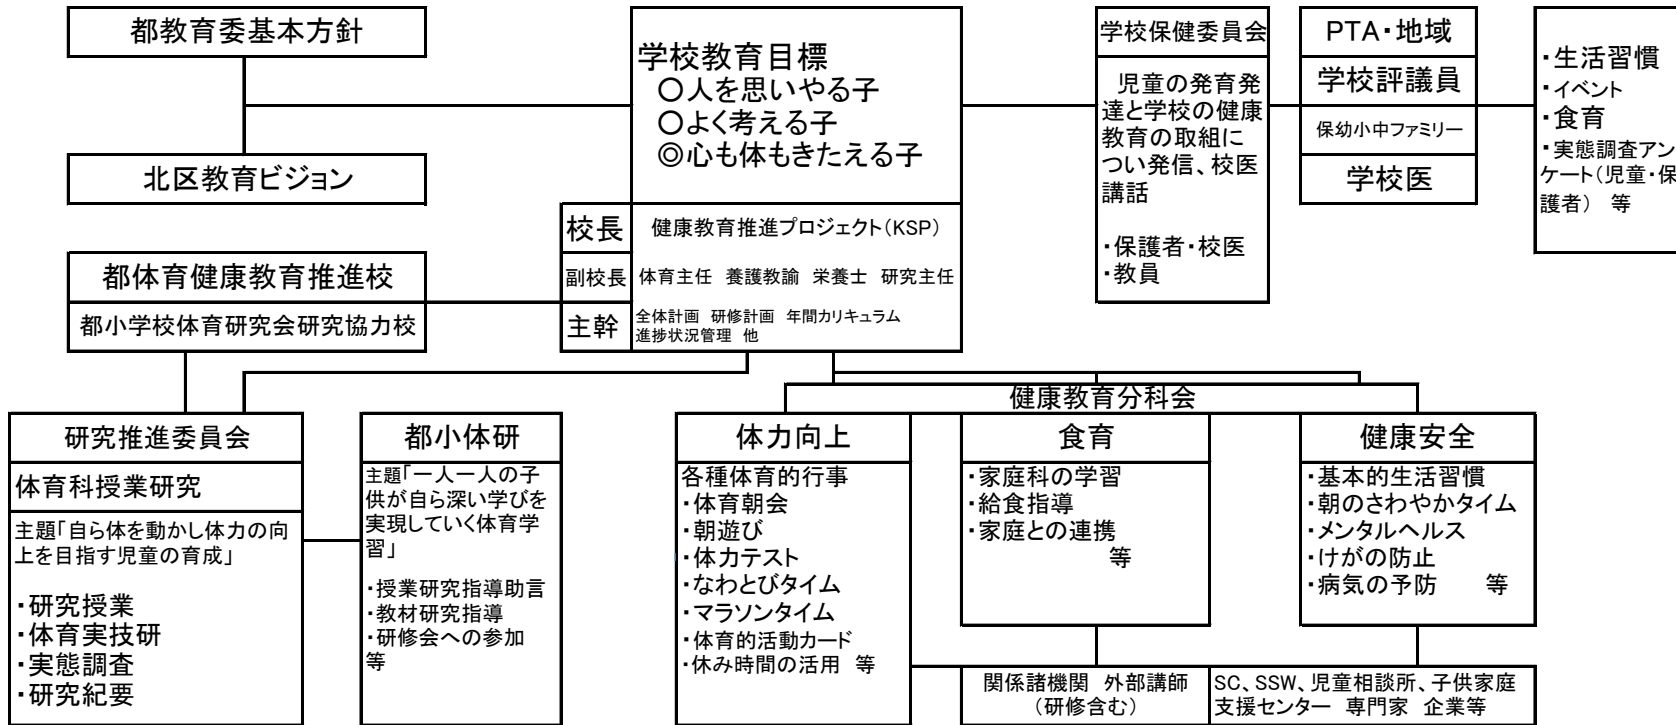 都教育委基本方針
北区教育ビジョン
学校教育目標
○人を思いやる子
○よく考える子
◎心も体もきたえる子
校長
健康教育推進プロジェクト(KSP)
副校長
体育主任 養護教諭 栄養士 研究主任
主幹
全体計画 研修計画 年間カリキュラム
進捗状況管理 他
学校保健委員会
児童の発育発
達と学校の健康
教育の取組に
つい発信、校医
講話
・保護者・校医
・教員
PTA・地域
学校評議員
保幼小中ファミリー
学校医
・生活習慣
・イベント
・食育
・実態調査アン
ケート(児童・保
護者) 等
都体育健康教育推進校
都小学校体育研究会研究協力校
研究推進委員会
体育科授業研究
主題「自ら体を動かし体力の向
上を目指す児童の育成」
・研究授業
・体育実技研
・実態調査
・研究紀要
都小体研
主題「一人一人の子
供が自ら深い学びを
実現していく体育学
習」
・授業研究指導助言
・教材研究指導
・研修会への参加
等
健康教育分科会
体力向上
各種体育的行事
・体育朝会
・朝遊び
・体力テスト
・なわとびタイム
・マラソンタイム
・体育的活動カード
・休み時間の活用 等
食育
・家庭科の学習
・給食指導
・家庭との連携
等
健康安全
・基本的生活習慣
・朝のさわやかタイム
・メンタルヘルス
・けがの防止
・病気の予防 等
関係諸機関 外部講師
(研修含む)
SC、SSW、児童相談所、子供家庭
支援センター 専門家 企業等